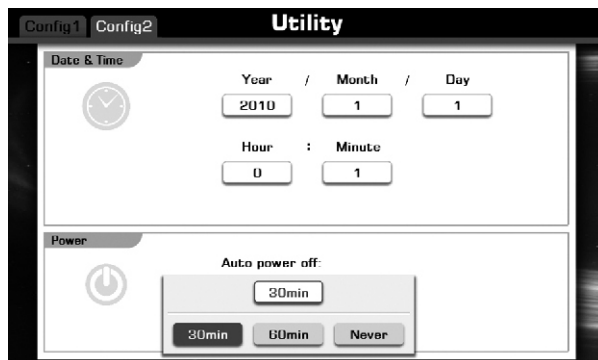 Config1 Config2 Utility
Date & Time
Year / Month / Day
2010 1 1
Hour : Minute
0 1
Power
Auto power off:
30min
30min 60min Never